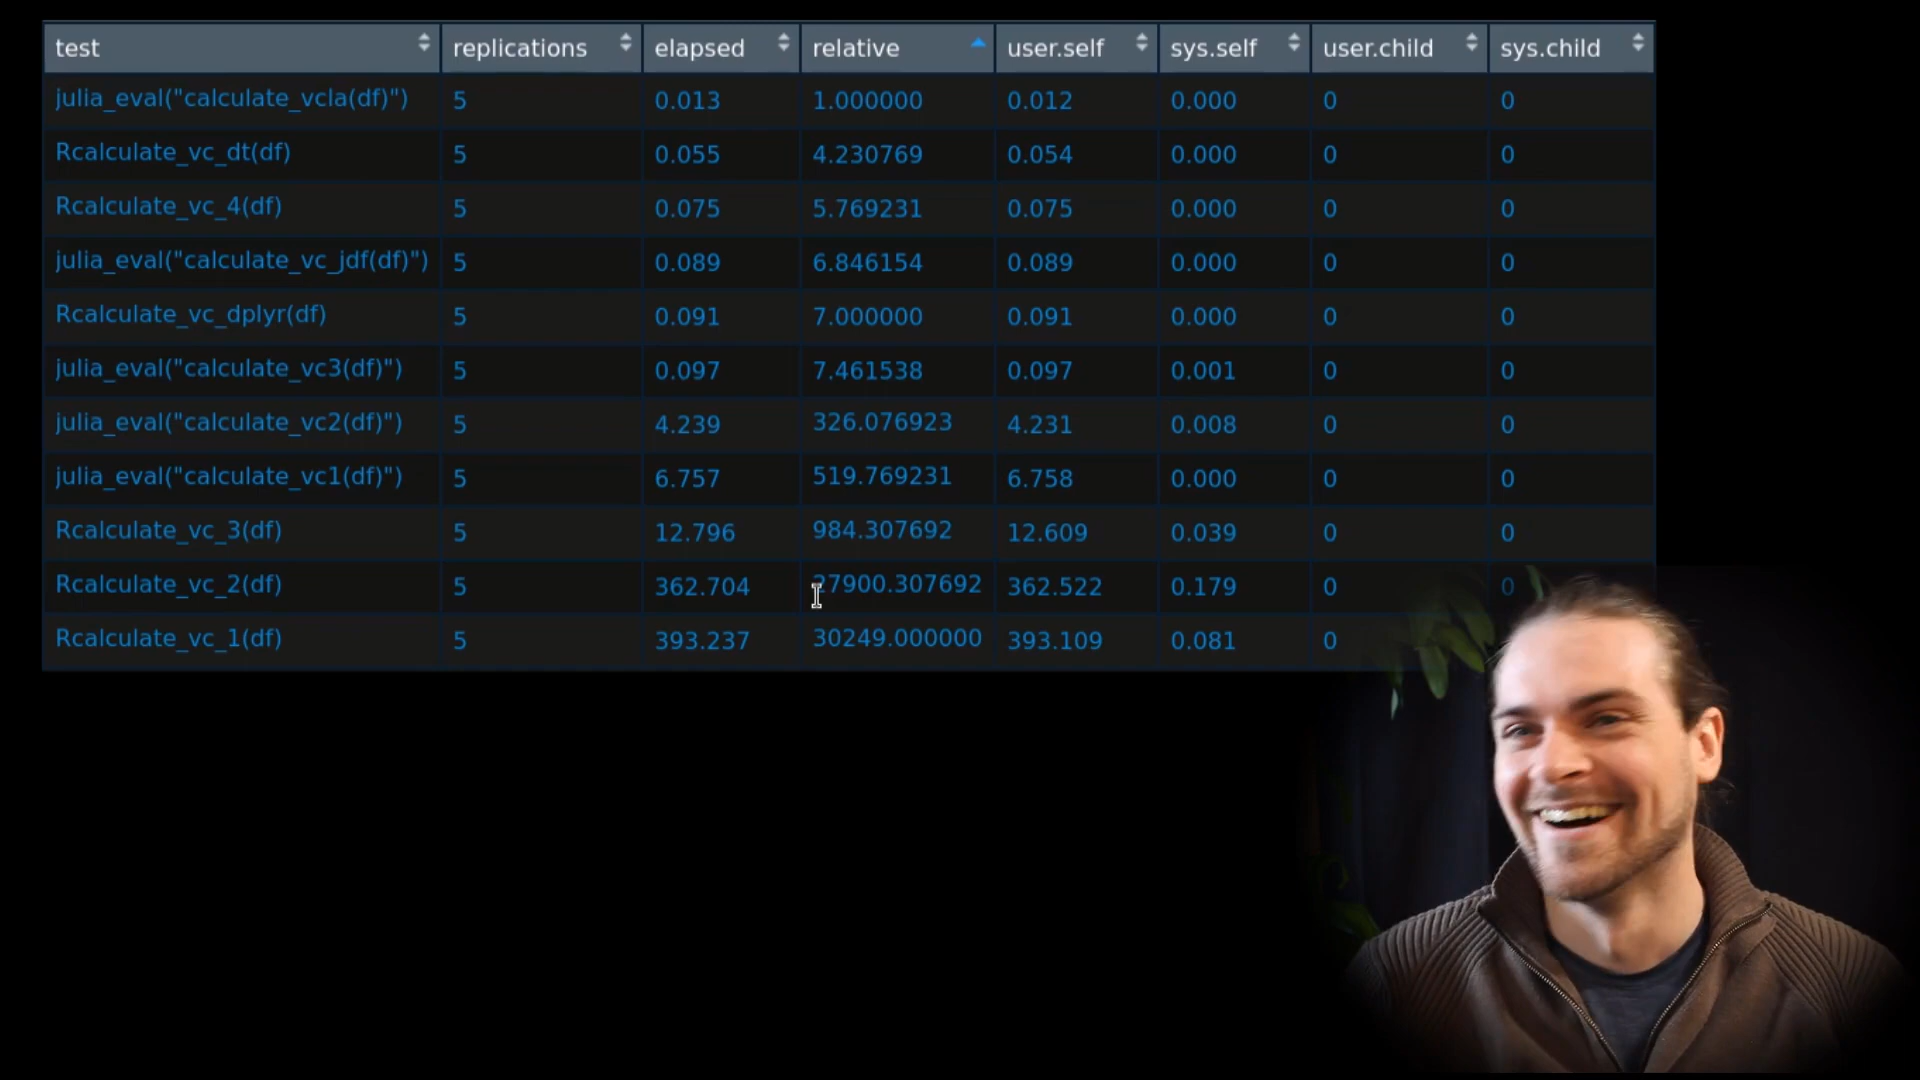 test replications elapsed relative user.self sys.self user.child sys.child
julia_eval("calculate_vcla(df)") 5 0.013 1.000000 0.012 0.000 0 0
Rcalculate_vc_dt(df) 5 0.055 4.230769 0.054 0.000 0 0
Rcalculate_vc_4(df) 5 0.075 5.769231 0.075 0.000 0 0
julia_eval("calculate_vc_jdf(df)") 5 0.089 6.846154 0.089 0.000 0 0
Rcalculate_vc_dplyr(df) 5 0.091 7.000000 0.091 0.000 0 0
julia_eval("calculate_vc3(df)") 5 0.097 7.461538 0.097 0.001 0 0
julia_eval("calculate_vc2(df)") 5 4.239 326.076923 4.231 0.008 0 0
julia_eval("calculate_vc1(df)") 5 6.757 519.769231 6.758 0.000 0 0
Rcalculate_vc_3(df) 5 12.796 984.307692 12.609 0.039 0 0
Rcalculate_vc_2(df) 5 362.704 27900.307692 362.522 0.179 0 0
Rcalculate_vc_1(df) 5 393.237 30249.000000 393.109 0.081 0